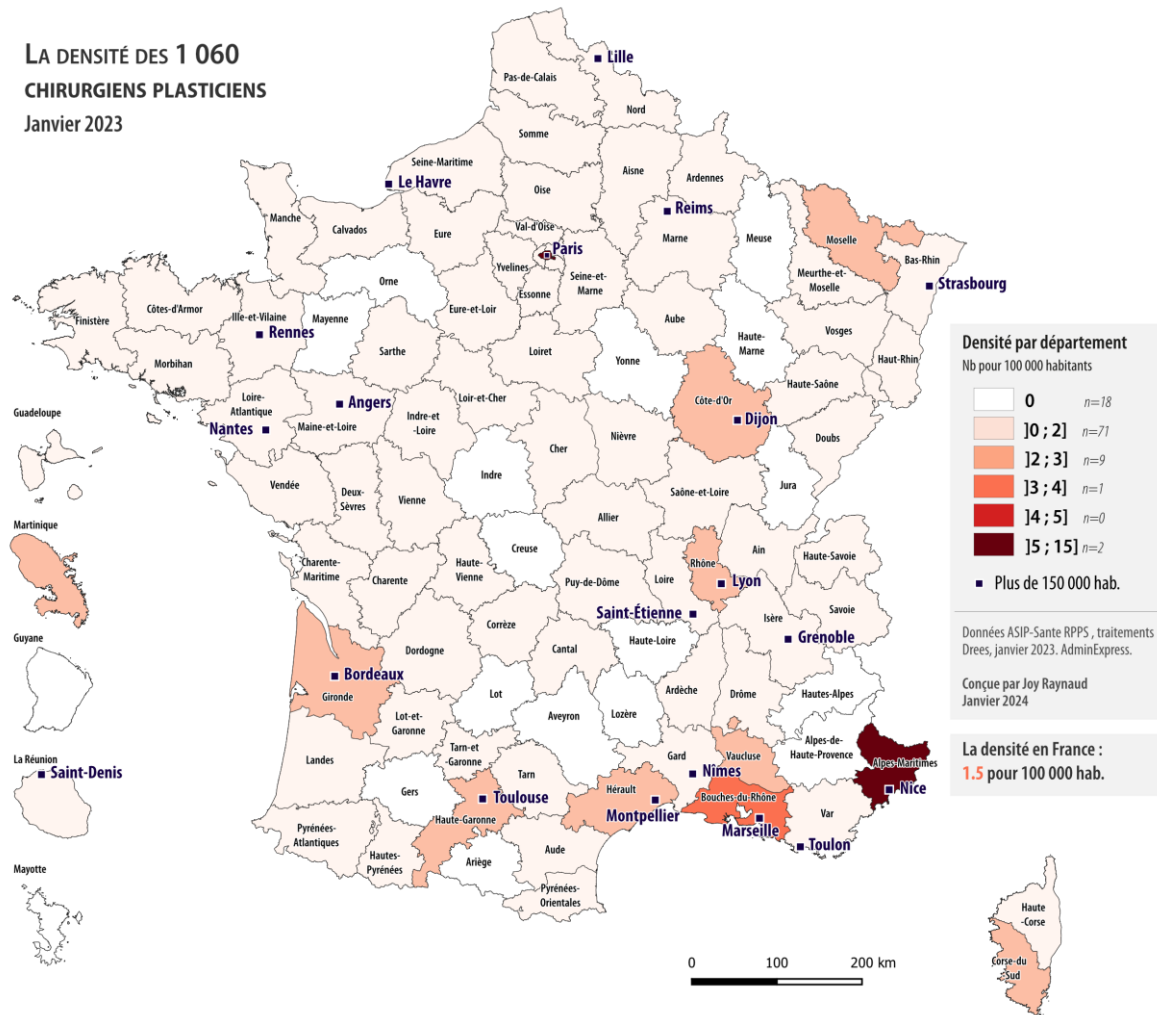 LA DENSITÉ DES 1 060
CHIRURGIENS PLASTICIENS
Janvier 2023
Lille
Pas-de-Calais
Nord
Somme
Seine-Maritime
Aisne
Ardennes
Le Havre
Oise
Reims
Manche
Calvados
Eure
Val-d'Oise
Marne
Meuse
Moselle
Paris
Bas-Rhin
Yvelines
Seine-et-
Marne
Meurthe-et-
Moselle
Orne
Essonne
Strasbourg
Finistère
Côtes-d'Armor
Ille-et-Vilaine
Mayenne
Eure-et-Loir
Aube
Rennes
Haute-
Marne
Vosges
Morbihan
Sarthe
Loiret
Yonne
Haut-Rhin
Haute-Saône
Loire-
Atlantique
Angers
Loir-et-Cher
Côte-d'Or
Nantes
Maine-et-Loire
Indre-et
-Loire
Dijon
Cher
Nièvre
Doubs
Indre
Vendée
Deux-
Sèvres
Vienne
Saône-et-Loire
Jura
Allier
Creuse
Charente-
Maritime
Charente
Haute-
Vienne
Puy-de-Dôme
Loire
Rhône
Ain
Haute-Savoie
Lyon
Saint-Étienne
Isère
Savoie
Corrèze
Haute-Loire
Grenoble
Dordogne
Cantal
Bordeaux
Gironde
Lot
Aveyron
Lozère
Ardèche
Drôme
Hautes-Alpes
Lot-et-
Garonne
Landes
Tarn-et
-Garonne
Tarn
Gard
Nîmes
Vaucluse
Alpes-de-
Haute-Provence
Alpes-Maritimes
Nice
Gers
Toulouse
Haute-Garonne
Hérault
Montpellier
Bouches-du-Rhône
Marseille
Var
Toulon
Pyrénées-
Atlantiques
Hautes-
Pyrénées
Ariège
Aude
Pyrénées-
Orientales
Haute
-Corse
Corse-du
-Sud
Guadeloupe
Martinique
Guyane
La Réunion
Saint-Denis
Mayotte
0 100 200 km
Densité par département
Nb pour 100 000 habitants
0 n=18
]0 ; 2] n=71
]2 ; 3] n=9
]3 ; 4] n=1
]4 ; 5] n=0
]5 ; 15] n=2
Plus de 150 000 hab.
Données ASIP-Sante RPPS , traitements
Drees, janvier 2023. AdminExpress.
Conçue par Joy Raynaud
Janvier 2024
La densité en France :
1.5 pour 100 000 hab.